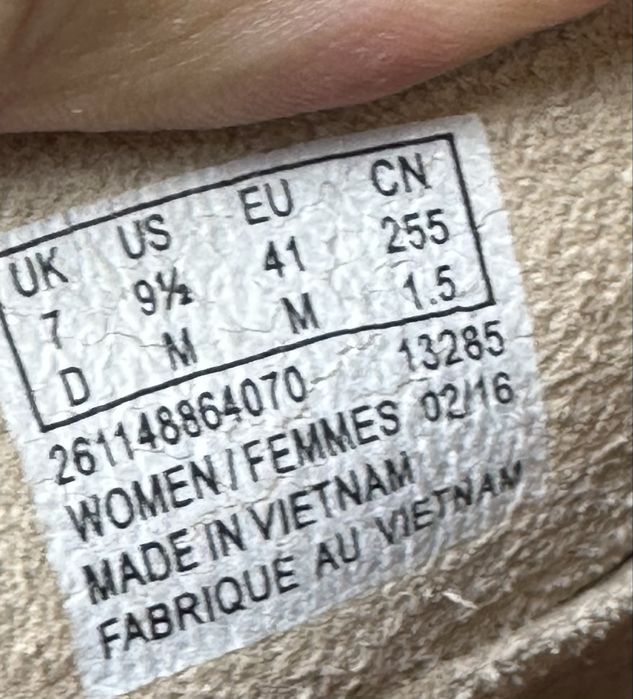 UK US EU CN
7 9½ 41 255
D M M 1.5
261148864070 13285
WOMEN / FEMMES 02/16
MADE IN VIETNAM
FABRIQUE AU VIETNAM